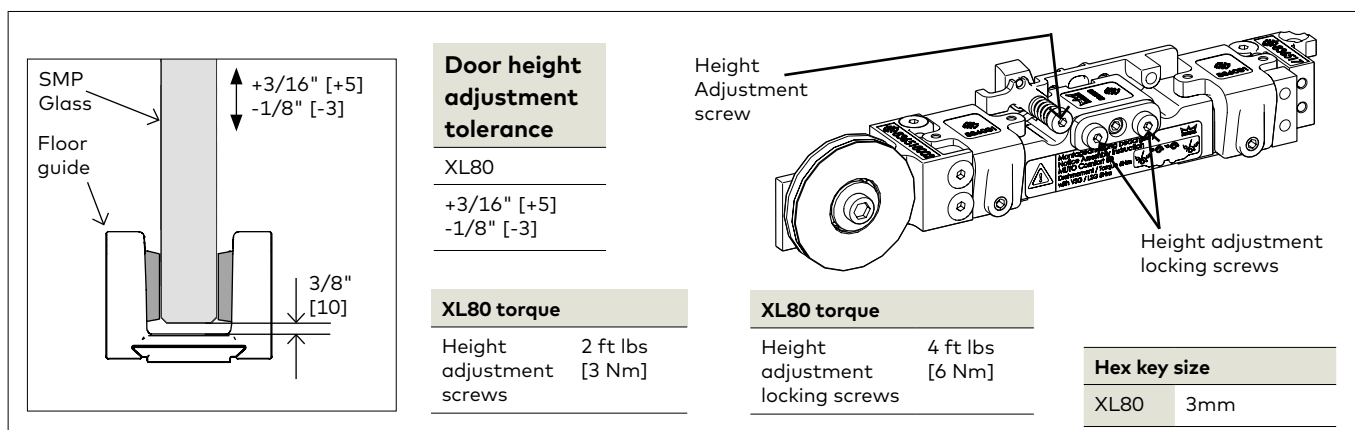 SMP
Glass
+3/16" [+5]
-1/8" [-3]
Floor
guide
3/8"
[10]
Door height
adjustment
tolerance
XL80
+3/16" [+5]
-1/8" [-3]
Height
Adjustment
screw
Height adjustment
locking screws
XL80 torque
Height
adjustment
screws
2 ft lbs
[3 Nm]
XL80 torque
Height
adjustment
locking screws
4 ft lbs
[6 Nm]
Hex key size
XL80 3mm